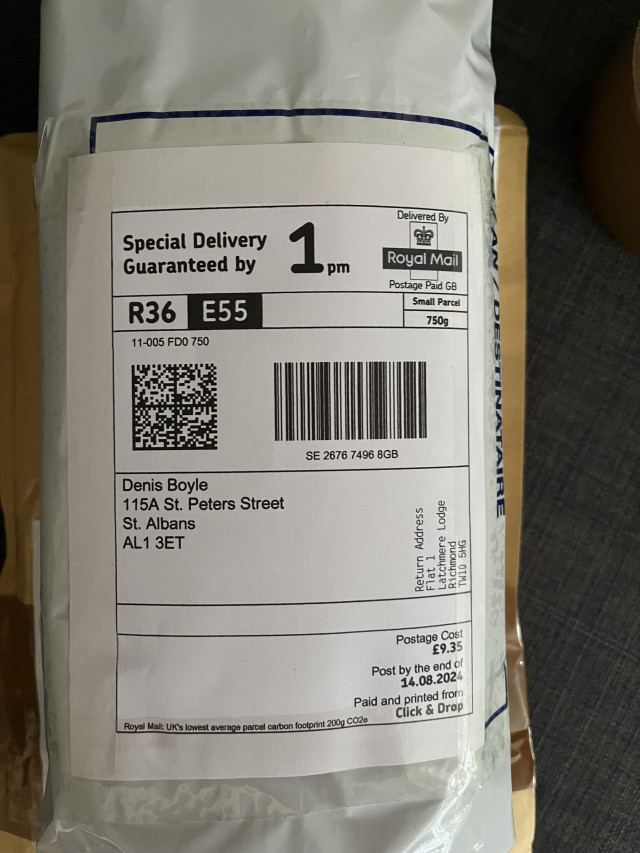 Special Delivery
Guaranteed by
1pm
Delivered By
Royal Mail
Postage Paid GB
R36 E55
Small Parcel
750g
11-005 FD0 750
SE 2676 7496 8GB
Denis Boyle
115A St. Peters Street
St. Albans
AL1 3ET
Return Address
Flat 1
Latchmere Lodge
Richmond
TW10 5HG
Postage Cost
£9.35
Post by the end of
14.08.2024
Paid and printed from
Click & Drop
Royal Mail: UK's lowest average parcel carbon footprint 200g CO2e
/ DESTINATAIRE